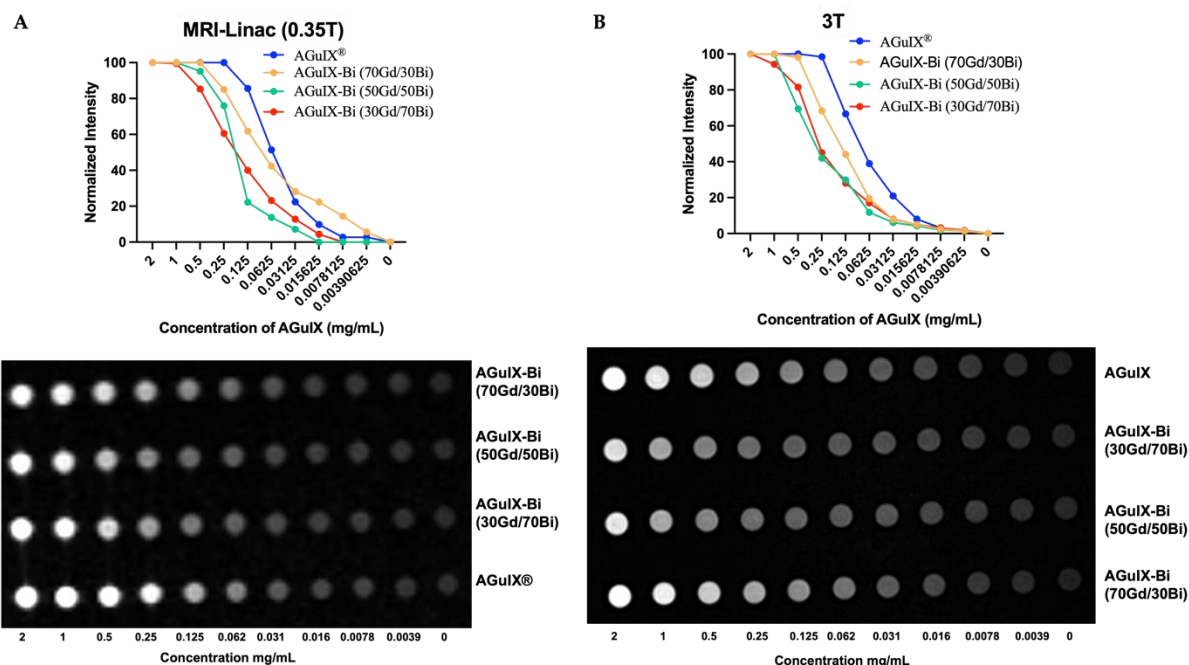 A
MRI-Linac (0.35T)
AGuIX®
AGuIX-Bi (70Gd/30Bi)
AGuIX-Bi (50Gd/50Bi)
AGuIX-Bi (30Gd/70Bi)
Normalized Intensity
100
80
60
40
20
0
2
1
0.5
0.25
0.125
0.0625
0.03125
0.015625
0.0078125
0.00390625
0
Concentration of AGuIX (mg/mL)
AGuIX-Bi
(70Gd/30Bi)
AGuIX-Bi
(50Gd/50Bi)
AGuIX-Bi
(30Gd/70Bi)
AGuIX®
2 1 0.5 0.25 0.125 0.062 0.031 0.016 0.0078 0.0039 0
Concentration mg/mL
B
3T
AGuIX®
AGuIX-Bi (70Gd/30Bi)
AGuIX-Bi (50Gd/50Bi)
AGuIX-Bi (30Gd/70Bi)
Normalized Intensity
100
80
60
40
20
0
2
1
0.5
0.25
0.125
0.0625
0.03125
0.015625
0.0078125
0.00390625
0
Concentration of AGuIX (mg/mL)
AGuIX
AGuIX-Bi
(30Gd/70Bi)
AGuIX-Bi
(50Gd/50Bi)
AGuIX-Bi
(70Gd/30Bi)
2 1 0.5 0.25 0.125 0.062 0.031 0.016 0.0078 0.0039 0
Concentration mg/mL